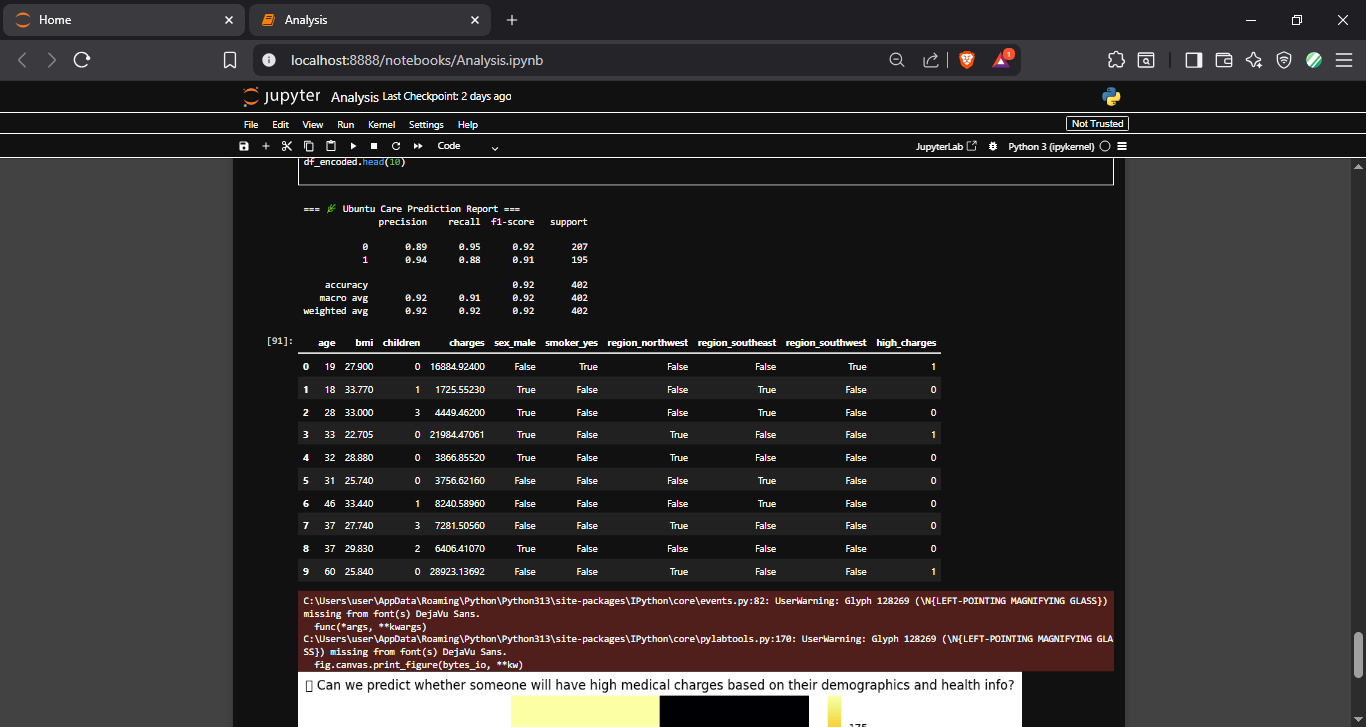 Home
Analysis
localhost:8888/notebooks/Analysis.ipynb
1
jupyter Analysis Last Checkpoint: 2 days ago
File Edit View Run Kernel Settings Help
Not Trusted
Code
JupyterLab
Python 3 (ipykernel)
df_encoded.head(10)
=== 🌿 Ubuntu Care Prediction Report ===
precision recall f1-score support
0 0.89 0.95 0.92 207
1 0.94 0.88 0.91 195
accuracy 0.92 402
macro avg 0.92 0.91 0.92 402
weighted avg 0.92 0.92 0.92 402
[91]:
age bmi children charges sex_male smoker_yes region_northwest region_southeast region_southwest high_charges
0 19 27.900 0 16884.92400 False True False False True 1
1 18 33.770 1 1725.55230 True False False True False 0
2 28 33.000 3 4449.46200 True False False True False 0
3 33 22.705 0 21984.47061 True False True False False 1
4 32 28.880 0 3866.85520 True False True False False 0
5 31 25.740 0 3756.62160 False False False True False 0
6 46 33.440 1 8240.58960 False False False True False 0
7 37 27.740 3 7281.50560 False False True False False 0
8 37 29.830 2 6406.41070 True False False False False 0
9 60 25.840 0 28923.13692 False False True False False 1
C:\Users\user\AppData\Roaming\Python\Python313\site-packages\IPython\core\events.py:82: UserWarning: Glyph 128269 (\N{LEFT-POINTING MAGNIFYING GLASS})
missing from font(s) DejaVu Sans.
func(*args, **kwargs)
C:\Users\user\AppData\Roaming\Python\Python313\site-packages\IPython\core\pylabtools.py:170: UserWarning: Glyph 128269 (\N{LEFT-POINTING MAGNIFYING GLA
SS}) missing from font(s) DejaVu Sans.
fig.canvas.print_figure(bytes_io, **kw)
▯ Can we predict whether someone will have high medical charges based on their demographics and health info?
175